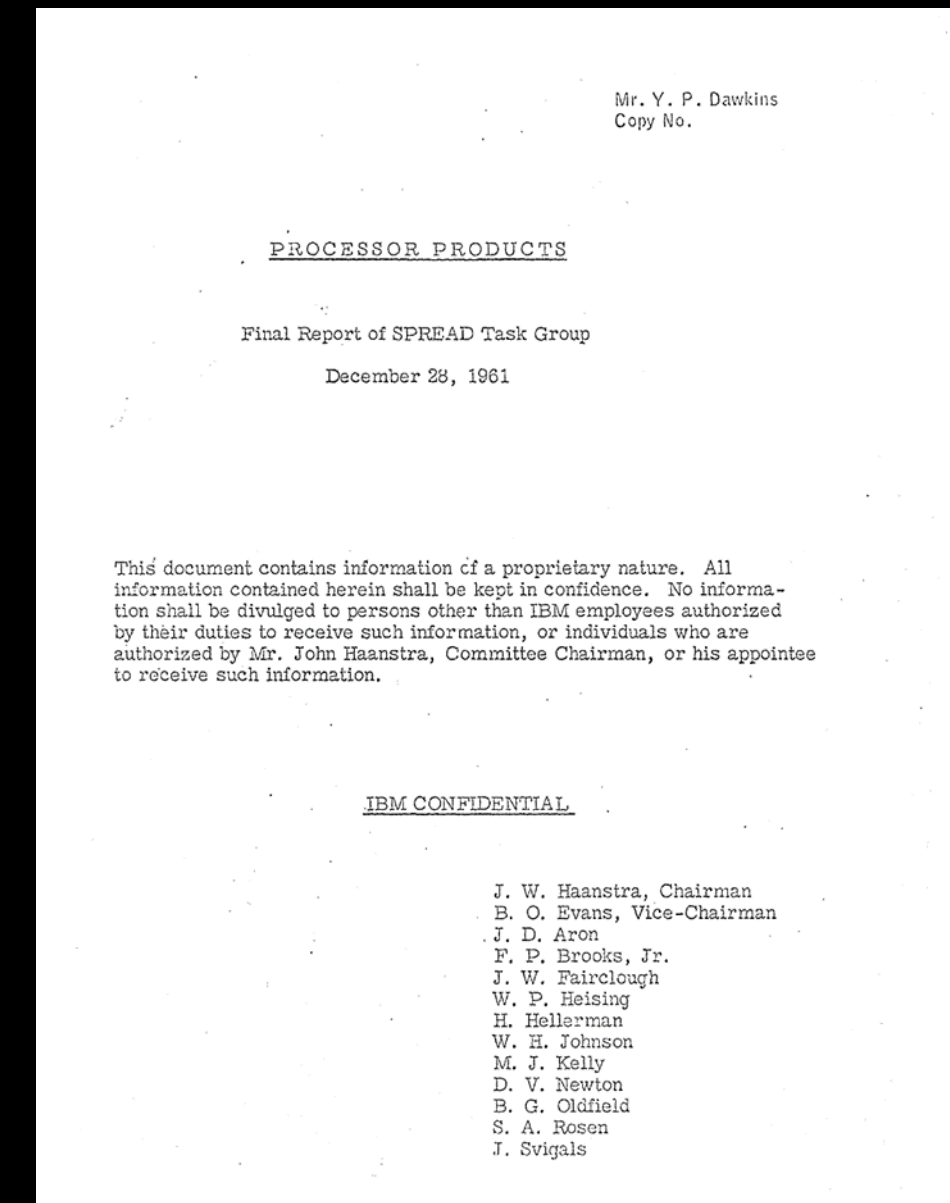 Mr. Y. P. Dawkins
Copy No.
PROCESSOR PRODUCTS
Final Report of SPREAD Task Group
December 28, 1961
This document contains information of a proprietary nature. All
information contained herein shall be kept in confidence. No informa-
tion shall be divulged to persons other than IBM employees authorized
by their duties to receive such information, or individuals who are
authorized by Mr. John Haanstra, Committee Chairman, or his appointee
to receive such information.
IBM CONFIDENTIAL
J. W. Haanstra, Chairman
B. O. Evans, Vice-Chairman
J. D. Aron
F. P. Brooks, Jr.
J. W. Fairclough
W. P. Heising
H. Hellerman
W. H. Johnson
M. J. Kelly
D. V. Newton
B. G. Oldfield
S. A. Rosen
J. Svigals